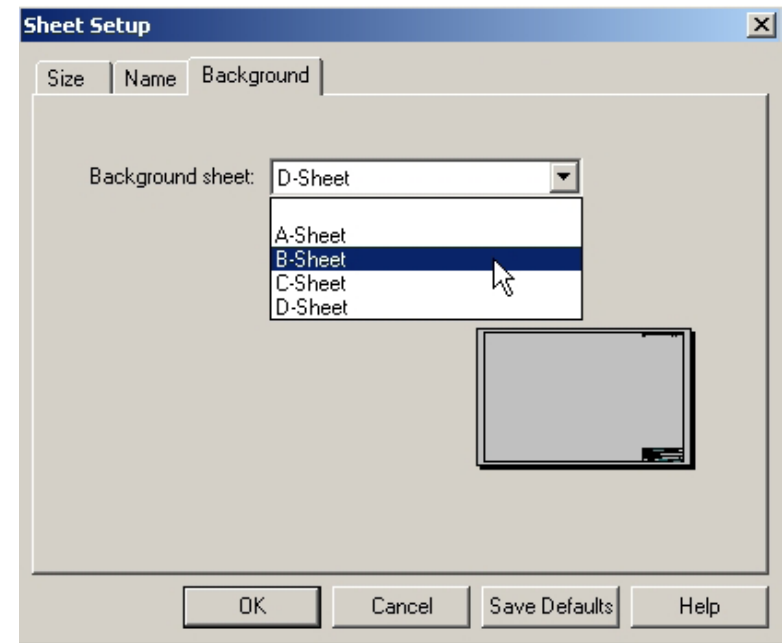 Sheet Setup
Size Name Background
Background sheet: D-Sheet
A-Sheet
B-Sheet
C-Sheet
D-Sheet
OK Cancel Save Defaults Help